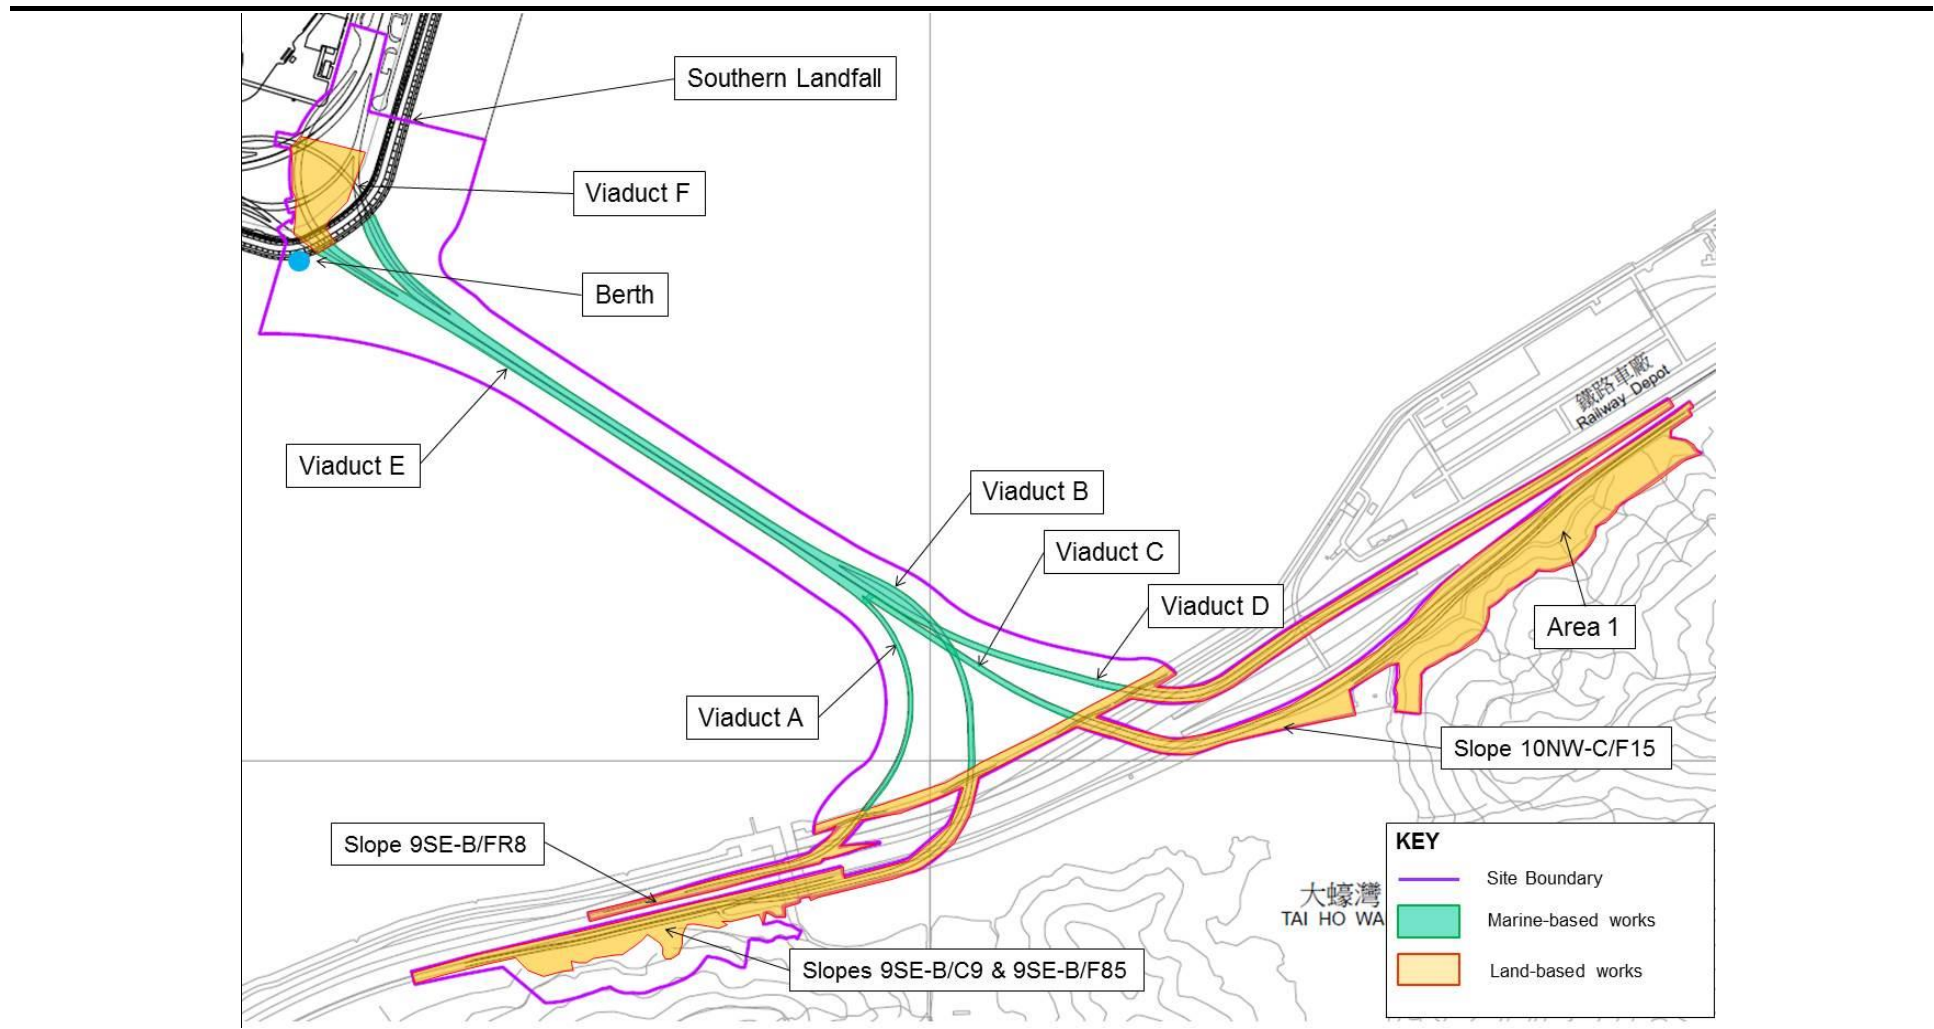 Southern Landfall
Viaduct F
Berth
鐵路車廠
Railway Depot
Viaduct E
Viaduct B
Viaduct C
Viaduct D
Area 1
Viaduct A
Slope 10NW-C/F15
Slope 9SE-B/FR8
KEY
Site Boundary
大蠔灣
TAI HO WA
Marine-based works
Slopes 9SE-B/C9 & 9SE-B/F85
Land-based works